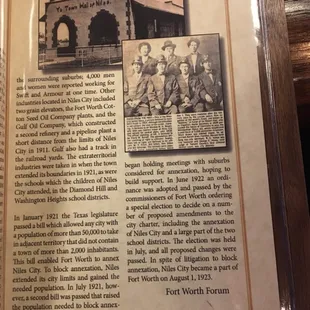 Ye Town Hall of Niles
the surrounding suburbs; 4,000 men
and women were reported working for
Swift and Armour at one time. Other
industries located in Niles City included
the extensive grain elevators, the Fort Worth Cot-
ton Seed Oil Company plants, and the
Gulf Oil Company, which constructed
a second refinery and a pipeline plant a
short distance from the limits of Niles
City in 1911. Gulf also had a track in
the railroad yards. The extraterritorial
industries were taken in when the town
extended its boundaries in 1921, as were
the schools which the children of Niles
City attended, in the Diamond Hill and
Washington Heights school districts.
In January 1921 the Texas legislature
passed a bill which allowed any city with
a population of more than 50,000 to take
in adjacent territory that did not contain
a town of more than 2,000 inhabitants.
This bill enabled Fort Worth to annex
Niles City. To block annexation, Niles
extended its city limits and gained the
needed population. In July 1921, how-
ever, a second bill was passed that raised
the population needed to block annex-
began holding meetings with suburbs
considered for annexation, hoping to
build support. In June 1922 an ordi-
nance was adopted and passed by the
commissioners of Fort Worth ordering
a special election to decide on a num-
ber of proposed amendments to the
city charter, including the annexation
of Niles City and a large part of the two
school districts. The election was held
in July, and all proposed changes were
passed. In spite of litigation to block
annexation, Niles City became a part
of Fort Worth on August 1, 1923.
Fort Worth Forum